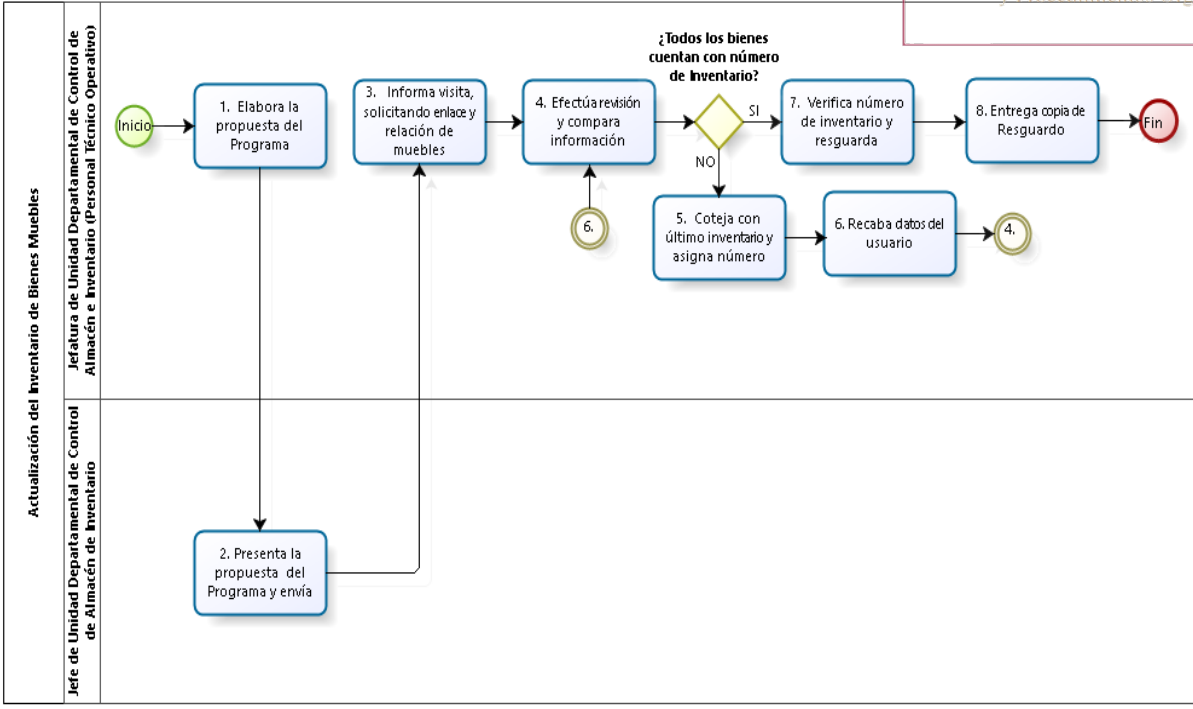 Actualización del Inventario de Bienes Muebles
Jefatura de Unidad Departamental de Control de
Almacén e Inventario (Personal Técnico Operativo)
Inicio
1. Elabora la
propuesta del
Programa
3. Informa visita,
solicitando enlace y
relación de
muebles
4. Efectúa revisión
y compara
información
6.
¿Todos los bienes
cuentan con número
de Inventario?
SI
NO
7. Verifica número
de inventario y
resguarda
8. Entrega copia de
Resguardo
Fin
5. Coteja con
último inventario y
asigna número
6. Recaba datos del
usuario
4.
Jefe de Unidad Departamental de Control
de Almacén de Inventario
2. Presenta la
propuesta del
Programa y envía